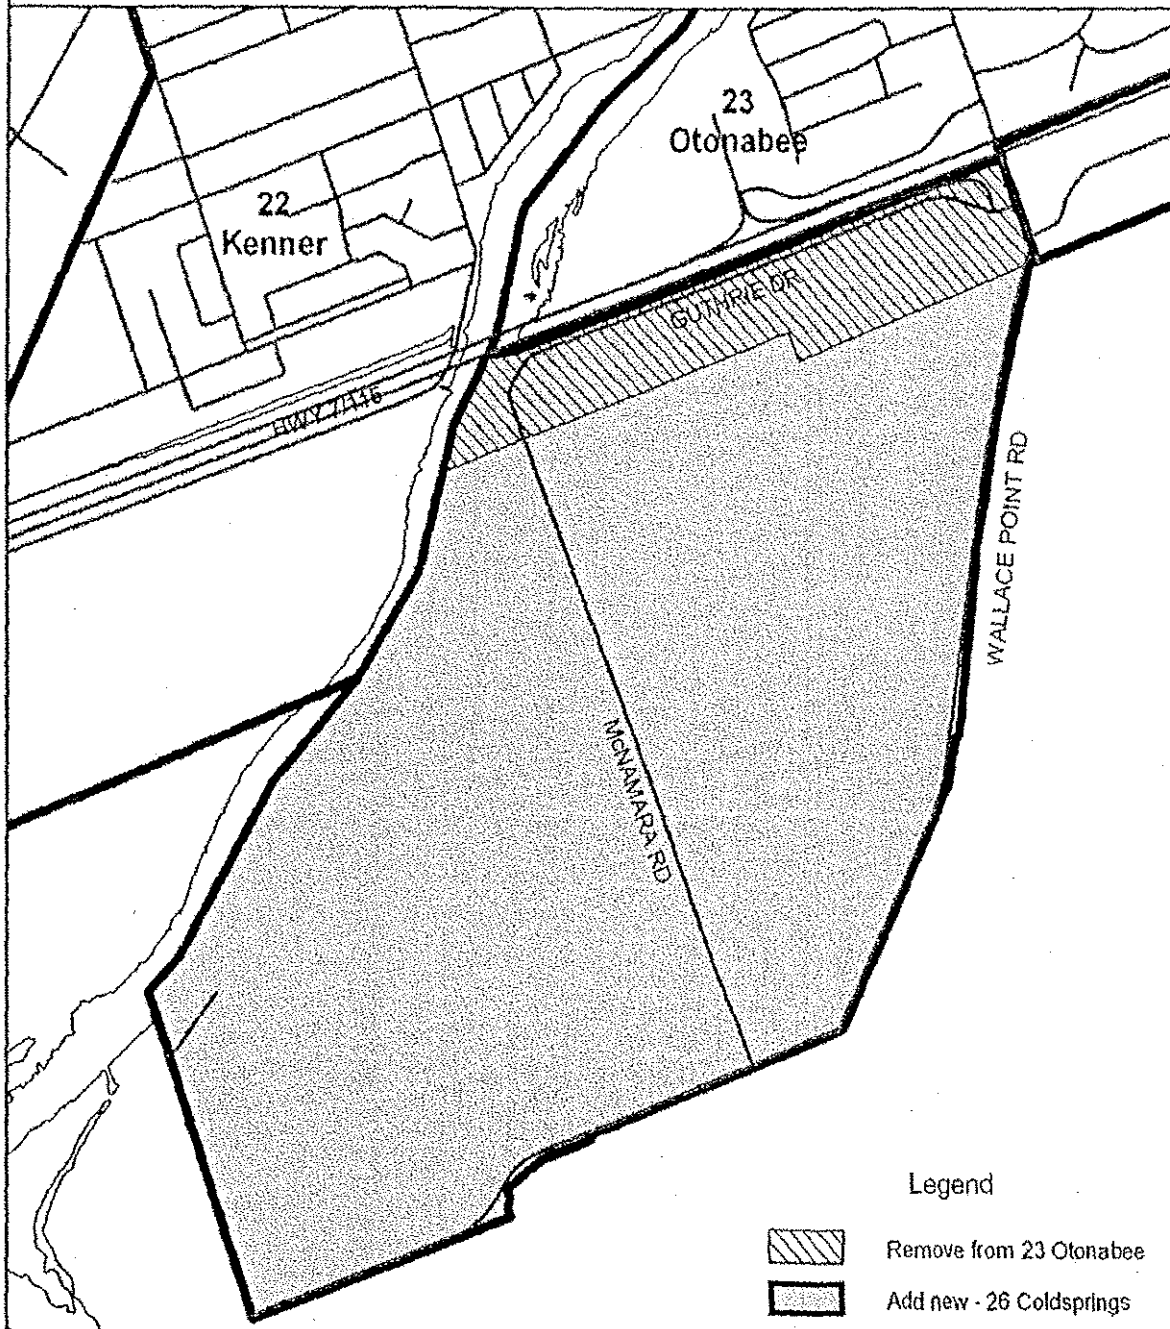 23
Otonabee
22
Kenner
GUTHRIE DR
HWY 7/115
WALLACE POINT RD
McNAMARA RD
Legend
Remove from 23 Otonabee
Add new - 26 Coldsprings